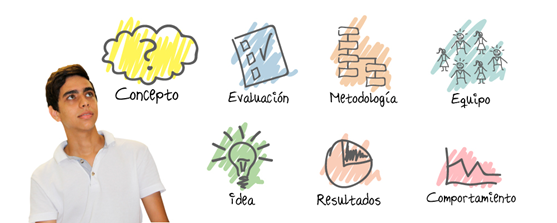 ?
Concepto
Evaluación
Metodología
Equipo
idea
Resultados
Comportamiento